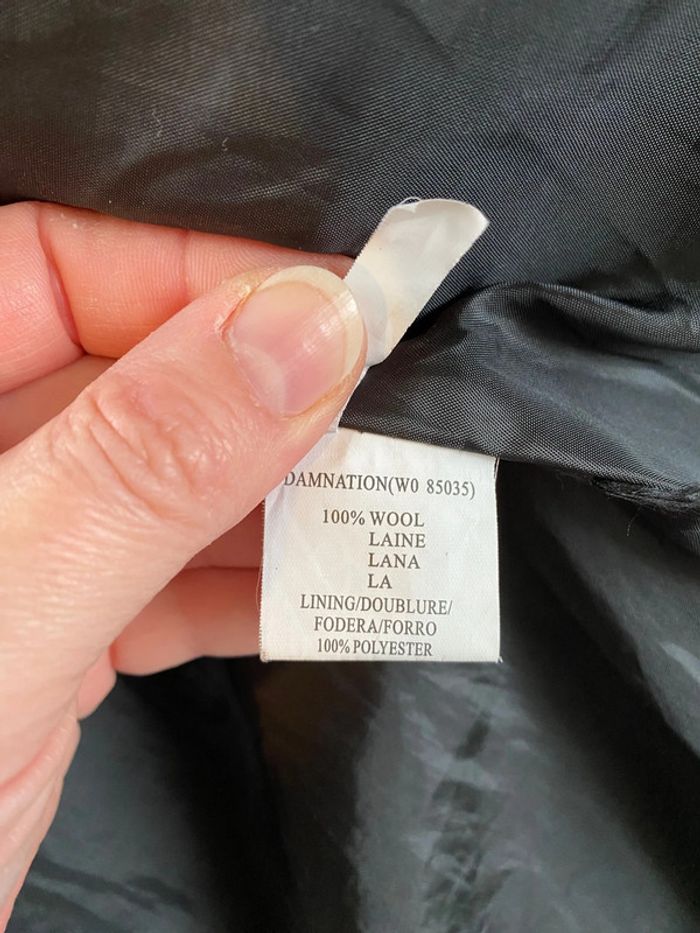 DAMNATION(W0 85035)
100% WOOL
LAINE
LANA
LA
LINING/DOUBLURE/
FODERA/FORRO
100% POLYESTER